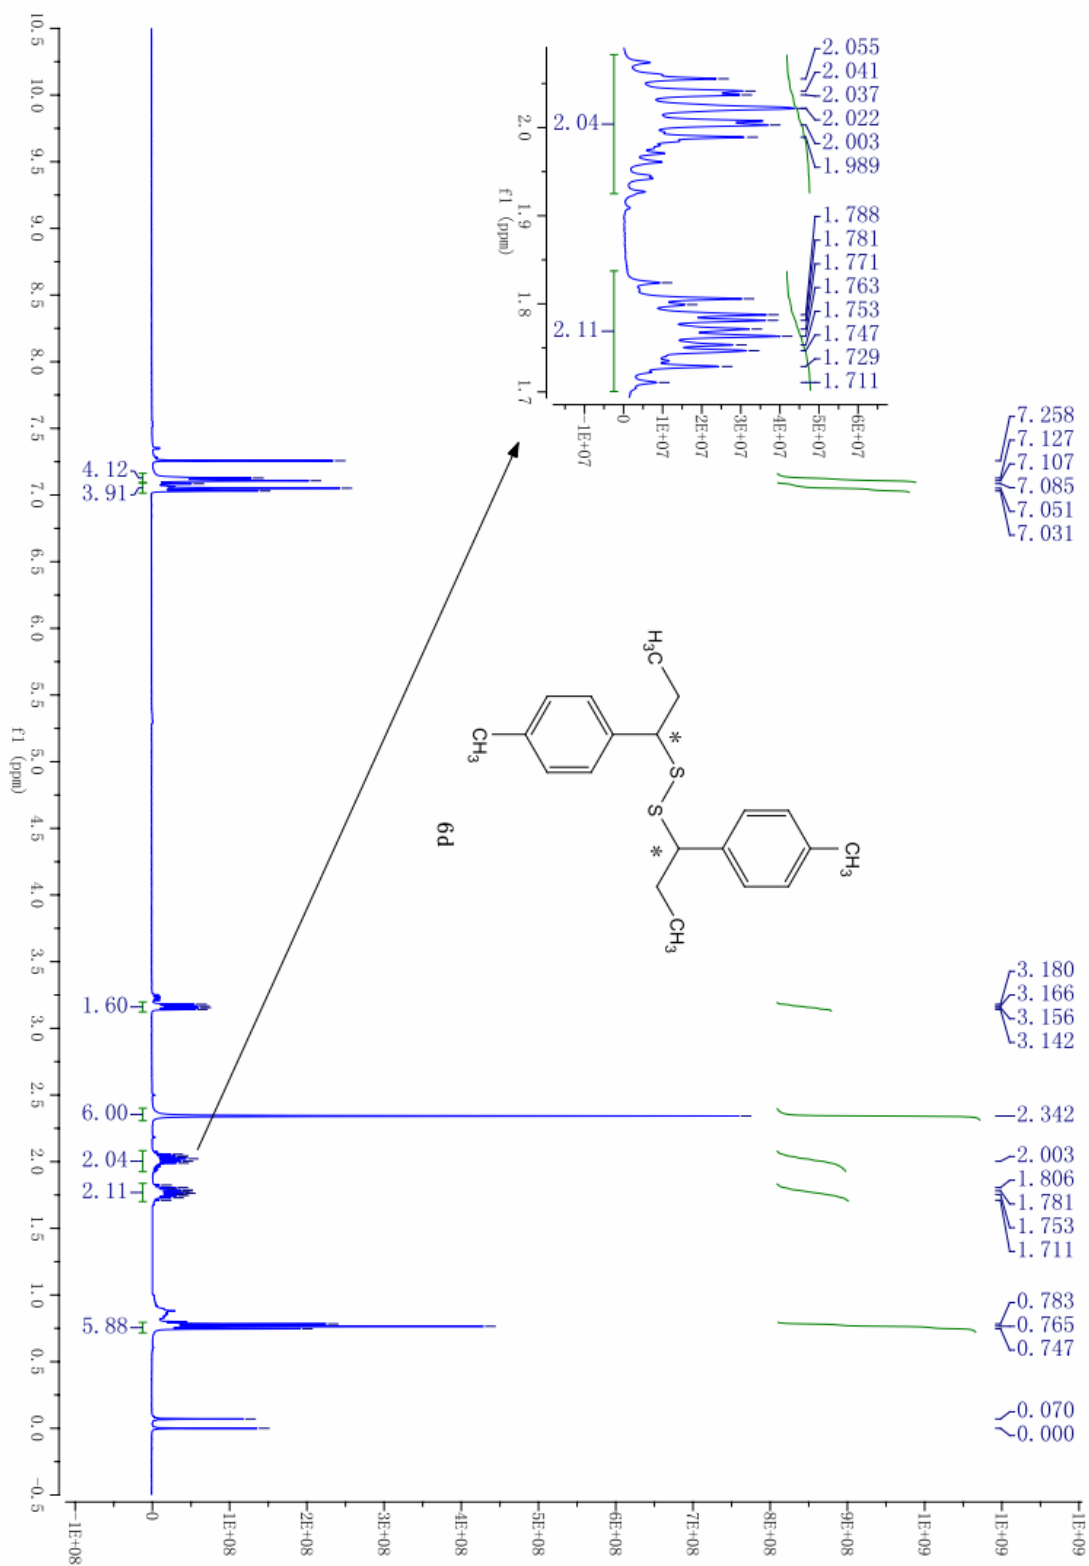 2.055
2.041
2.037
2.022
2.003
1.989
1.788
1.781
1.771
1.763
1.753
1.747
1.729
1.711
2.04
2.11
2.0
1.9
1.8
1.7
f1 (ppm)
-1E+07
0
1E+07
2E+07
3E+07
4E+07
5E+07
6E+07
7.258
7.127
7.107
7.085
7.051
7.031
3.180
3.166
3.156
3.142
2.342
2.003
1.806
1.781
1.753
1.711
0.783
0.765
0.747
0.070
0.000
H3C
CH3
*
S
S
*
CH3
CH3
6d
4.12
3.91
1.60
6.00
2.04
2.11
5.88
10.5
10.0
9.5
9.0
8.5
8.0
7.5
7.0
6.5
6.0
5.5
5.0
4.5
4.0
3.5
3.0
2.5
2.0
1.5
1.0
0.5
0.0
-0.5
f1 (ppm)
-1E+08
0
1E+08
2E+08
3E+08
4E+08
5E+08
6E+08
7E+08
8E+08
9E+08
1E+09
1E+09
1E+09